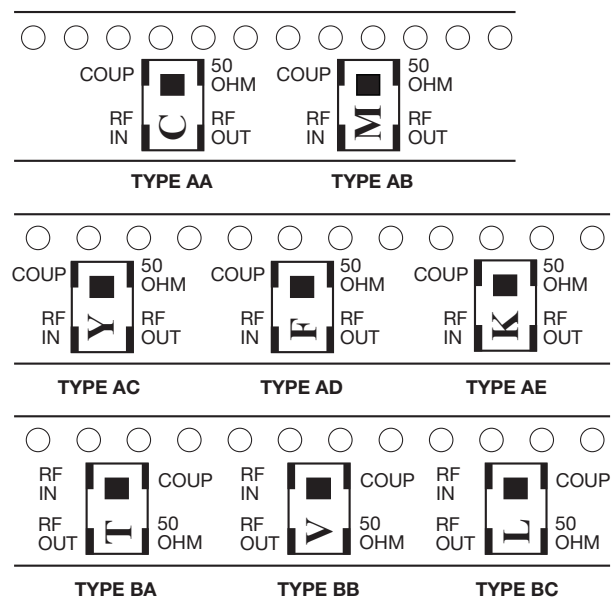 COUP 50 OHM COUP 50 OHM
RF IN C RF OUT RF IN M RF OUT
TYPE AA TYPE AB
COUP 50 OHM COUP 50 OHM COUP 50 OHM
RF IN Y RF OUT RF IN F RF OUT RF IN K RF OUT
TYPE AC TYPE AD TYPE AE
RF IN COUP RF IN COUP RF IN COUP
RF OUT T 50 OHM RF OUT V 50 OHM RF OUT L 50 OHM
TYPE BA TYPE BB TYPE BC